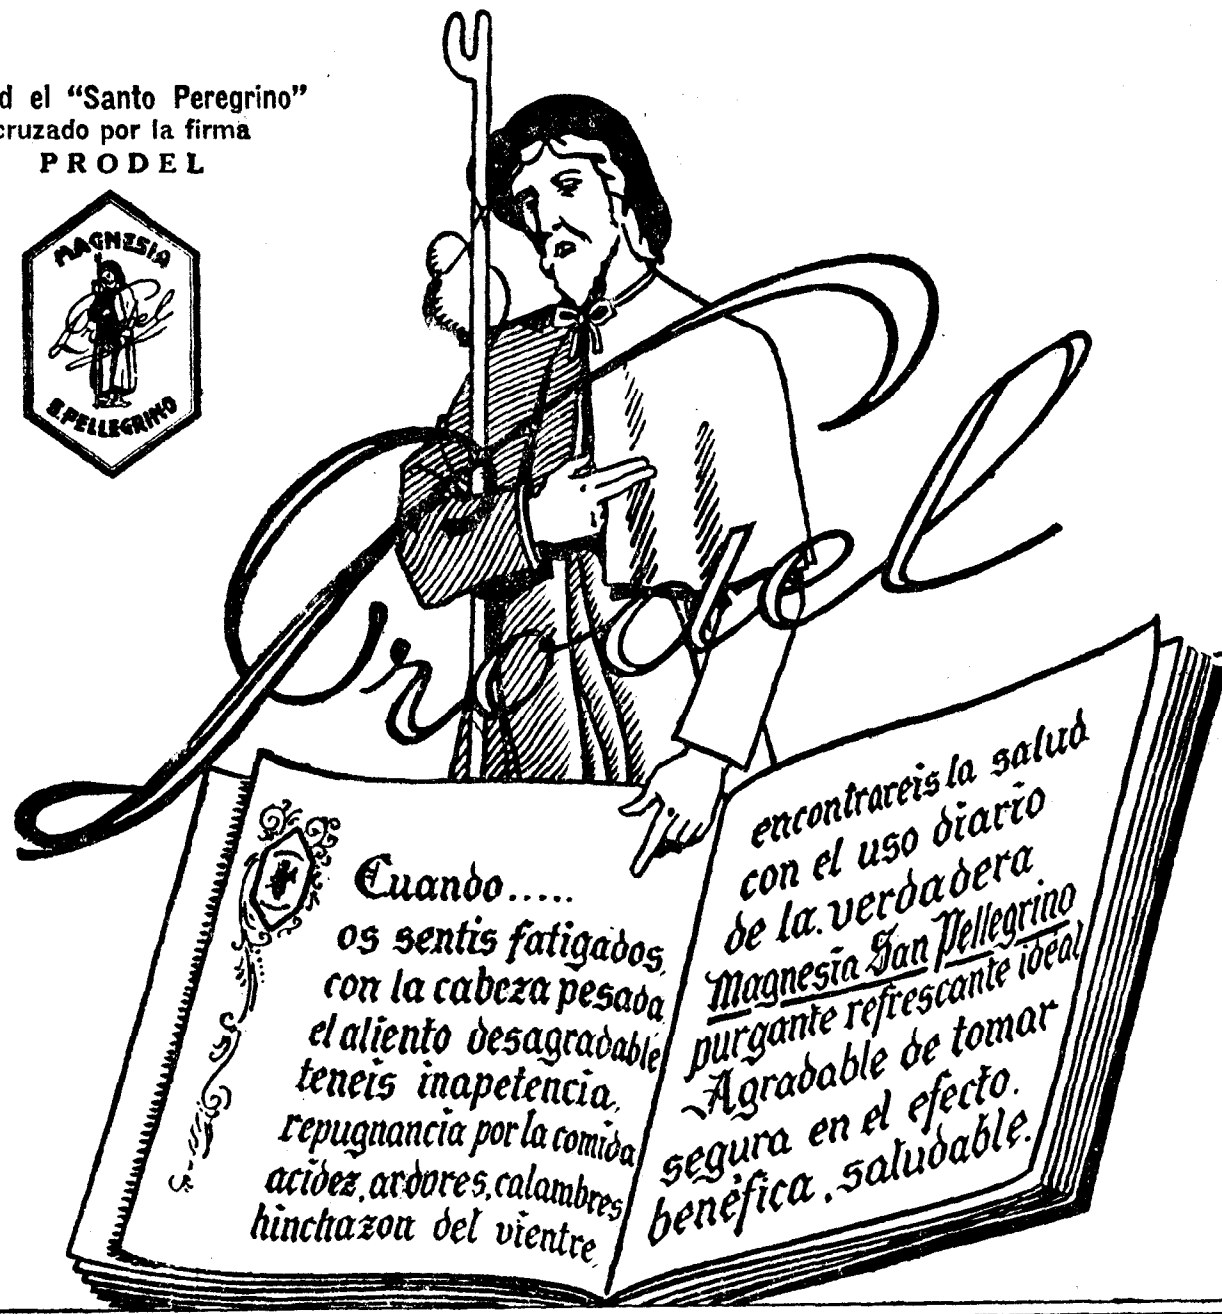 el “Santo Peregrino”
cruzado por la firma
PRODEL
MAGNESIA
Prodel
S. PELLEGRINO
Prodel
Cuando.....
os sentis fatigados,
con la cabeza pesada
el aliento desagradable
teneis inapetencia,
repugnancia por la comida
acidez, ardores, calambres
hinchazon del vientre,
encontrareis la salud
con el uso diario
de la verdadera
Magnesia San Pellegrino
purgante refrescante ideal
Agradable de tomar
segura en el efecto.
benéfica, saludable.